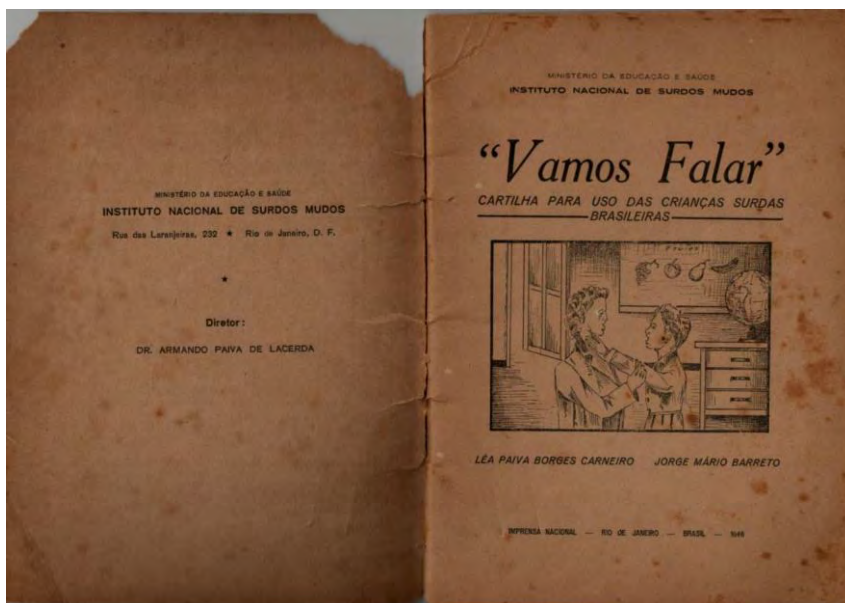 MINISTÉRIO DA EDUCAÇÃO E SAÚDE
INSTITUTO NACIONAL DE SURDOS MUDOS
Rua das Laranjeiras, 232 ★ Rio de Janeiro, D. F.
★
Diretor:
DR. ARMANDO PAIVA DE LACERDA
MINISTÉRIO DA EDUCAÇÃO E SAÚDE
INSTITUTO NACIONAL DE SURDOS MUDOS
“Vamos Falar”
CARTILHA PARA USO DAS CRIANÇAS SURDAS
BRASILEIRAS
LÉA PAIVA BORGES CARNEIRO JORGE MÁRIO BARRETO
IMPRENSA NACIONAL — RIO DE JANEIRO — BRASIL —